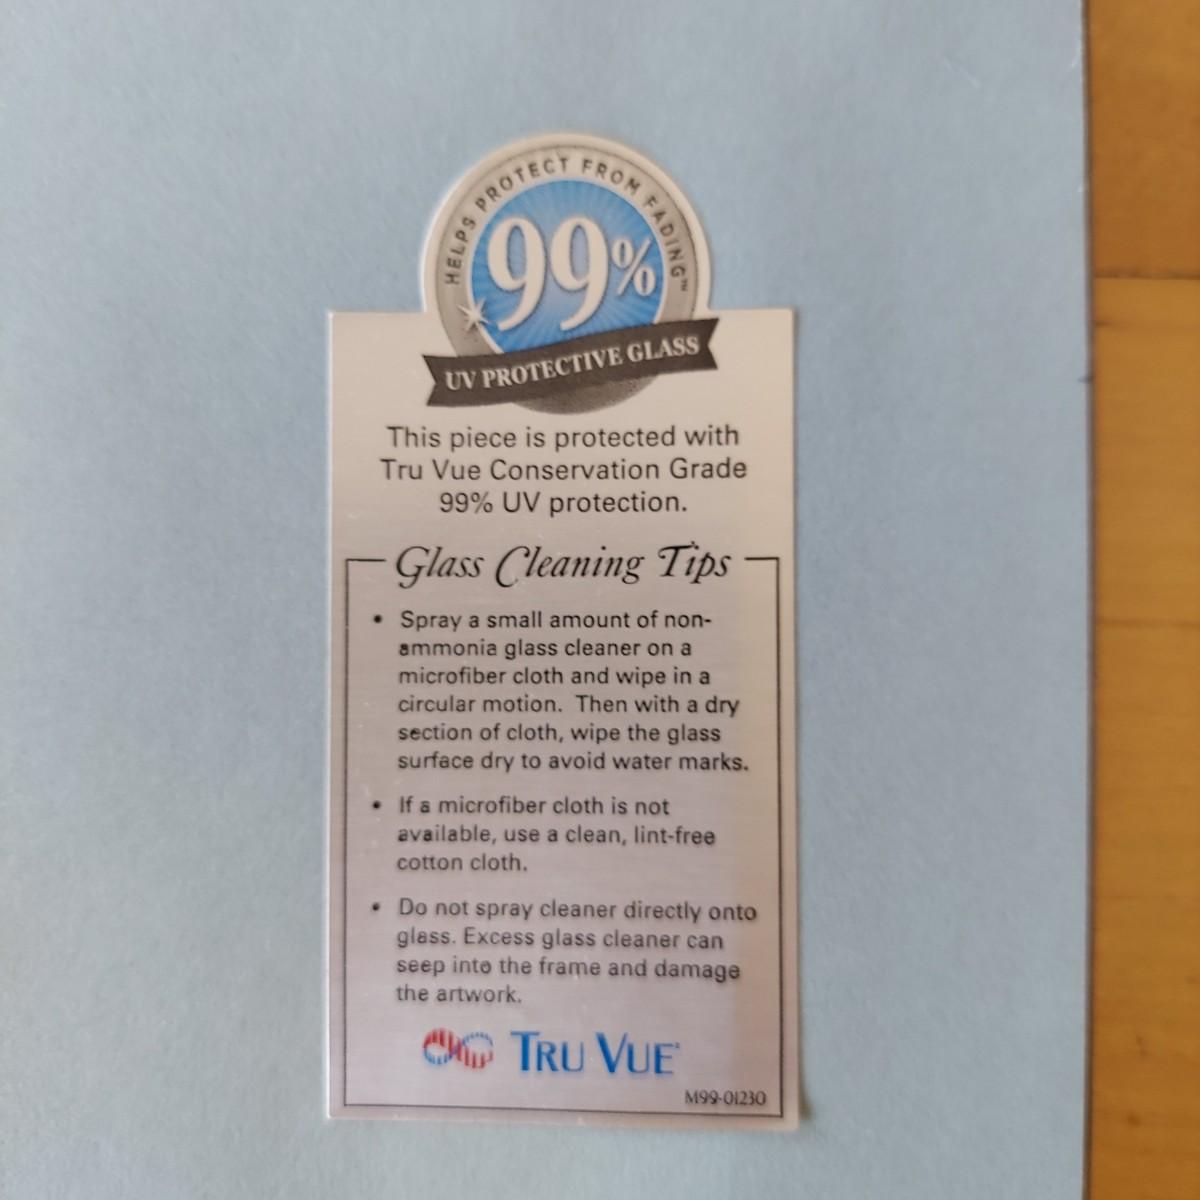 HELPS PROTECT FROM FADING™
99%
UV PROTECTIVE GLASS
This piece is protected with
Tru Vue Conservation Grade
99% UV protection.
Glass Cleaning Tips
• Spray a small amount of non-
ammonia glass cleaner on a
microfiber cloth and wipe in a
circular motion. Then with a dry
section of cloth, wipe the glass
surface dry to avoid water marks.
• If a microfiber cloth is not
available, use a clean, lint-free
cotton cloth.
• Do not spray cleaner directly onto
glass. Excess glass cleaner can
seep into the frame and damage
the artwork.
TRU VUE®
M99-01230